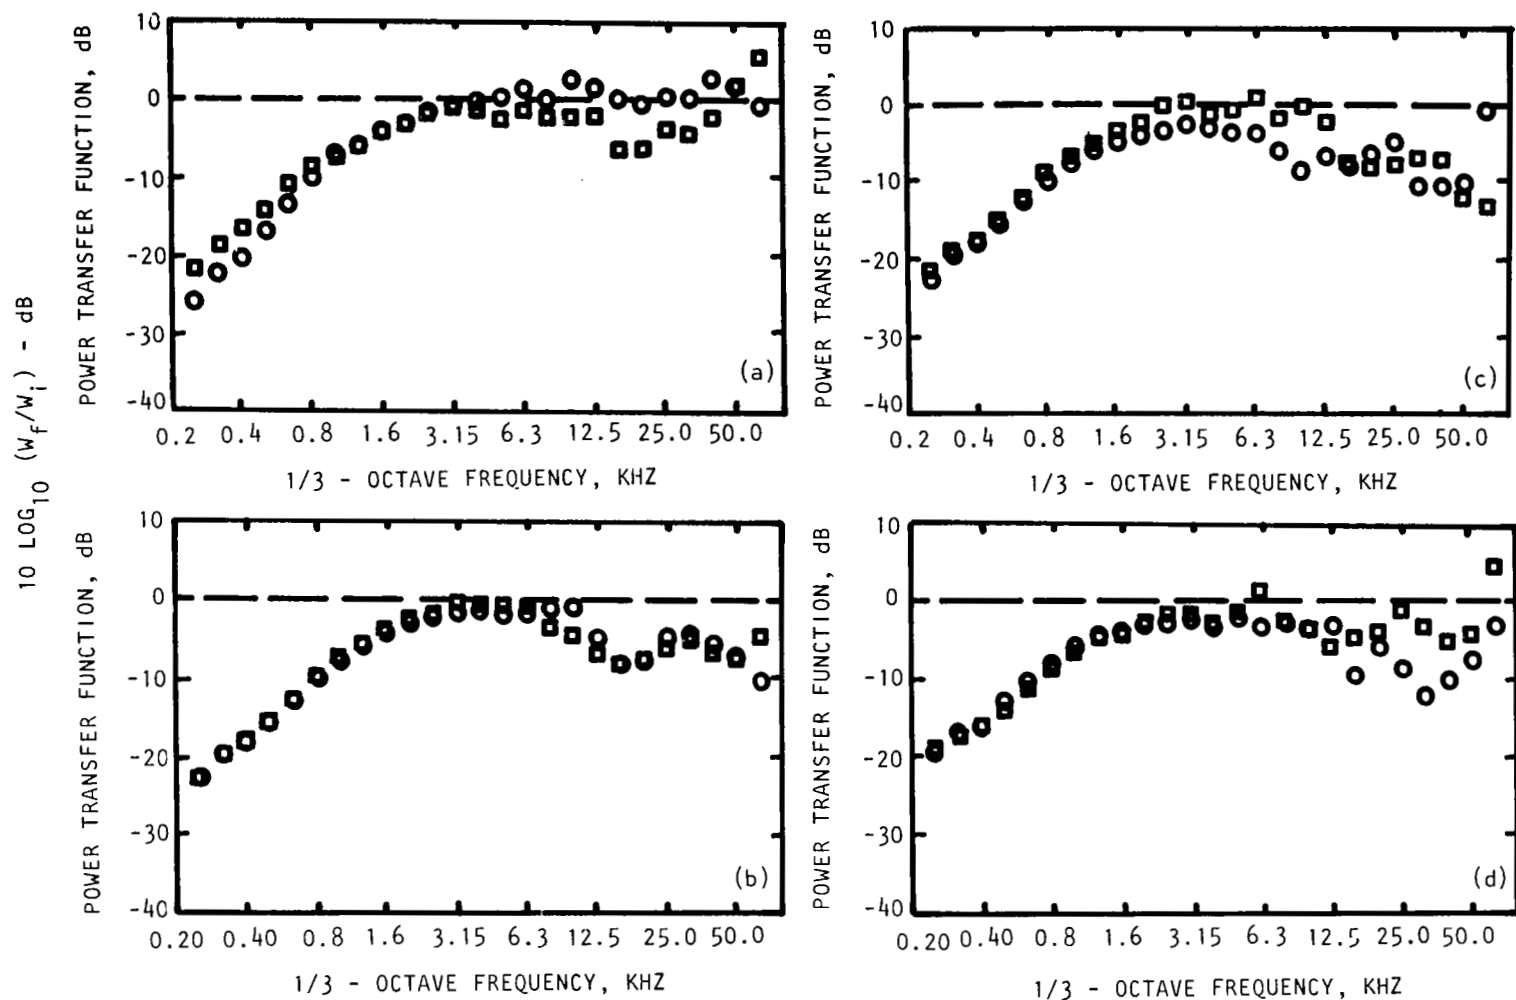 10 LOG10 (Wf/Wi) - dB
POWER TRANSFER FUNCTION, dB
10
0
-10
-20
-30
-40
(a)
0.2 0.4 0.8 1.6 3.15 6.3 12.5 25.0 50.0
1/3 - OCTAVE FREQUENCY, KHZ
POWER TRANSFER FUNCTION, dB
10
0
-10
-20
-30
-40
(c)
0.2 0.4 0.8 1.6 3.15 6.3 12.5 25.0 50.0
1/3 - OCTAVE FREQUENCY, KHZ
POWER TRANSFER FUNCTION, dB
10
0
-10
-20
-30
-40
(b)
0.20 0.40 0.8 1.6 3.15 6.3 12.5 25.0 50.0
1/3 - OCTAVE FREQUENCY, KHZ
POWER TRANSFER FUNCTION, dB
10
0
-10
-20
-30
-40
(d)
0.20 0.40 0.8 1.6 3.15 6.3 12.5 25.0 50.0
1/3 - OCTAVE FREQUENCY, KHZ